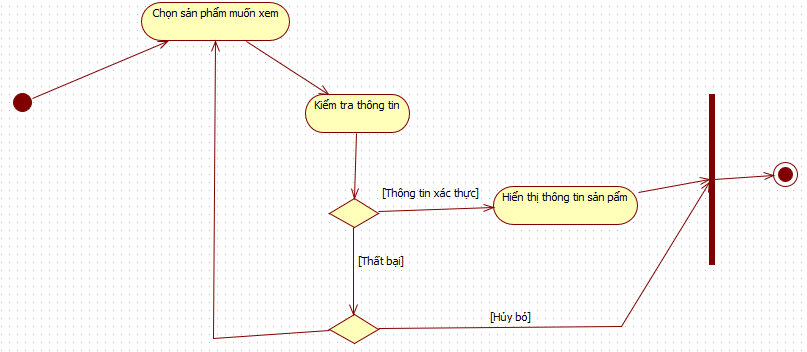 Chọn sản phẩm muốn xem
Kiểm tra thông tin
[Thông tin xác thực]
Hiển thị thông tin sản pẩm
[Thất bại]
[Hủy bỏ]